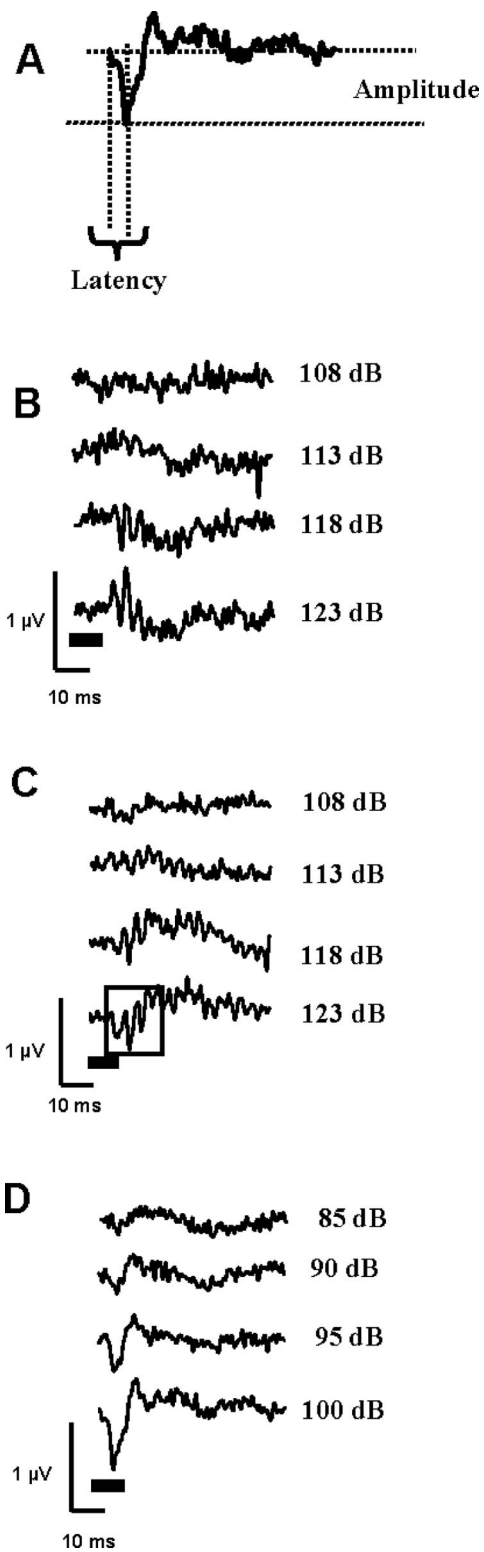 A
Amplitude
Latency
B
108 dB
113 dB
118 dB
123 dB
1 µV
10 ms
C
108 dB
113 dB
118 dB
123 dB
1 µV
10 ms
D
85 dB
90 dB
95 dB
100 dB
1 µV
10 ms